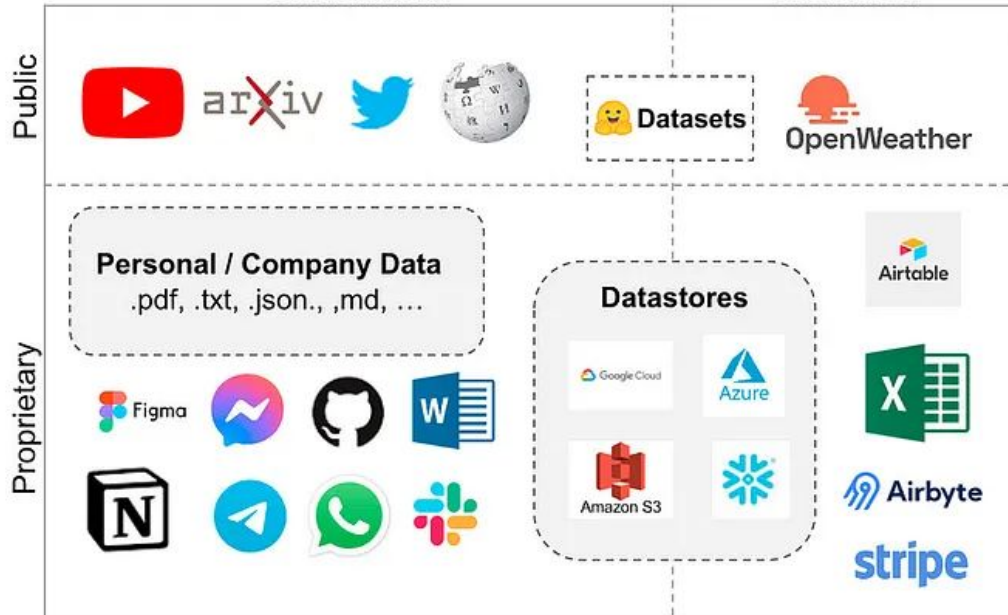 Public
arXiv
Datasets
OpenWeather
Proprietary
Personal / Company Data
.pdf, .txt, .json., ,md, …
Datastores
Google Cloud
Azure
Amazon S3
Airtable
Figma
W
X
N
Airbyte
stripe